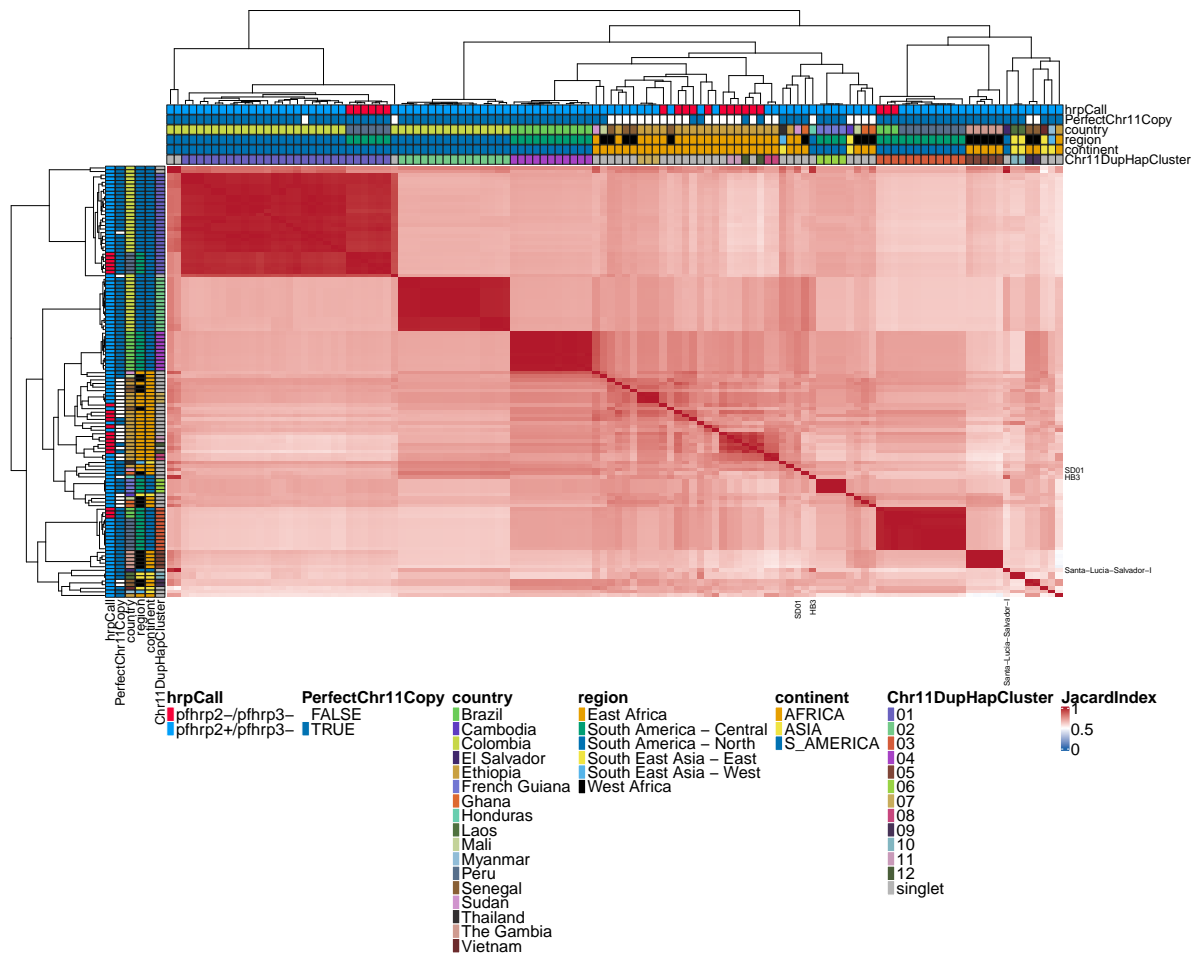 hrpCall
PerfectChr11Copy
country
region
continent
Chr11DupHapCluster
SD01
HB3
Santa−Lucia−Salvador−I
hrpCall
PerfectChr11Copy
country
region
continent
Chr11DupHapCluster
SD01
HB3
Santa−Lucia−Salvador−I
hrpCall
pfhrp2−/pfhrp3−
pfhrp2+/pfhrp3−
PerfectChr11Copy
FALSE
TRUE
country
Brazil
Cambodia
Colombia
El Salvador
Ethiopia
French Guiana
Ghana
Honduras
Laos
Mali
Myanmar
Peru
Senegal
Sudan
Thailand
The Gambia
Vietnam
region
East Africa
South America − Central
South America − North
South East Asia − East
South East Asia − West
West Africa
continent
AFRICA
ASIA
S_AMERICA
Chr11DupHapCluster
01
02
03
04
05
06
07
08
09
10
11
12
singlet
JacardIndex
1
0.5
0